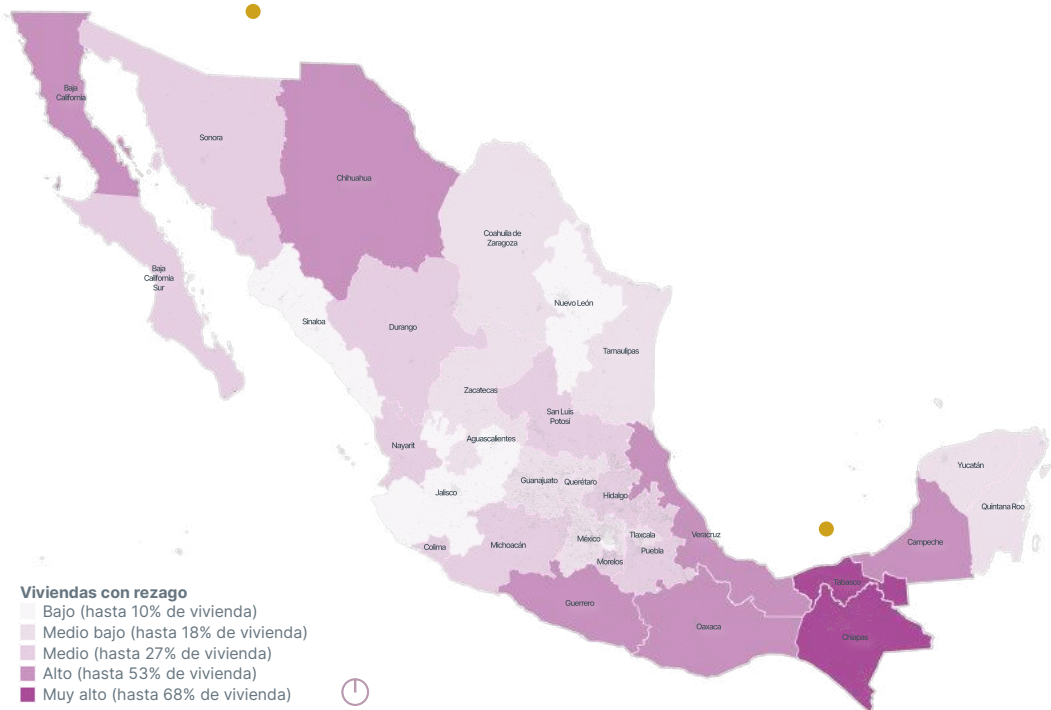 Baja
California
Sonora
Chihuahua
Coahuila de
Zaragoza
Baja
California
Sur
Nuevo León
Sinaloa
Durango
Tamaulipas
Zacatecas
San Luis
Potosí
Nayarit
Aguascalientes
Yucatán
Guanajuato
Querétaro
Jalisco
Hidalgo
Quintana Roo
Colima
Michoacán
México
Tlaxcala
Veracruz
Campeche
Puebla
Morelos
Tabasco
Guerrero
Oaxaca
Chiapas
Viviendas con rezago
Bajo (hasta 10% de vivienda)
Medio bajo (hasta 18% de vivienda)
Medio (hasta 27% de vivienda)
Alto (hasta 53% de vivienda)
Muy alto (hasta 68% de vivienda)